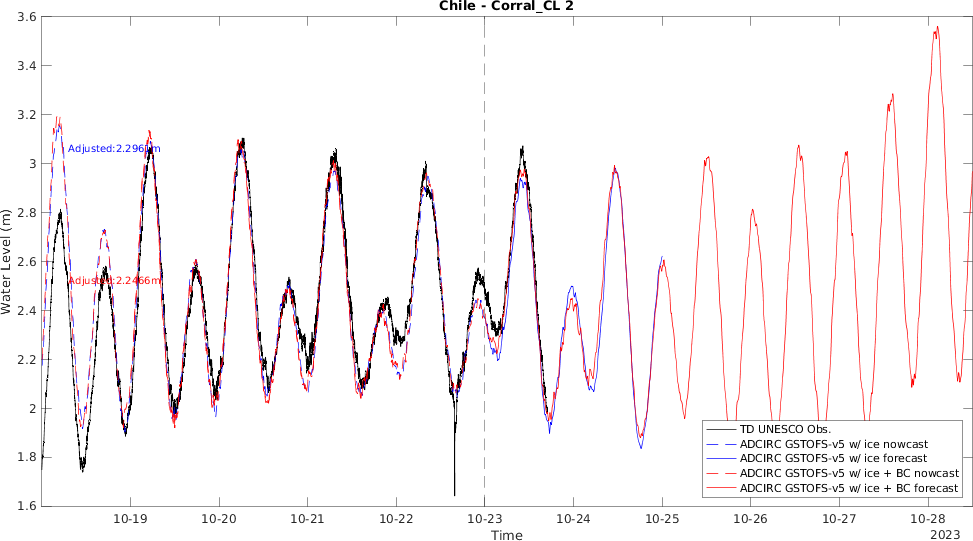 Chile - Corral_CL 2
3.6
3.4
3.2
3
2.8
2.6
2.4
2.2
2
1.8
1.6
Water Level (m)
Adjusted:2.2961m
Adjusted:2.2466m
TD UNESCO Obs.
ADCIRC GSTOFS-v5 w/ ice nowcast
ADCIRC GSTOFS-v5 w/ ice forecast
ADCIRC GSTOFS-v5 w/ ice + BC nowcast
ADCIRC GSTOFS-v5 w/ ice + BC forecast
10-19 10-20 10-21 10-22 10-23 10-24 10-25 10-26 10-27 10-28
2023
Time